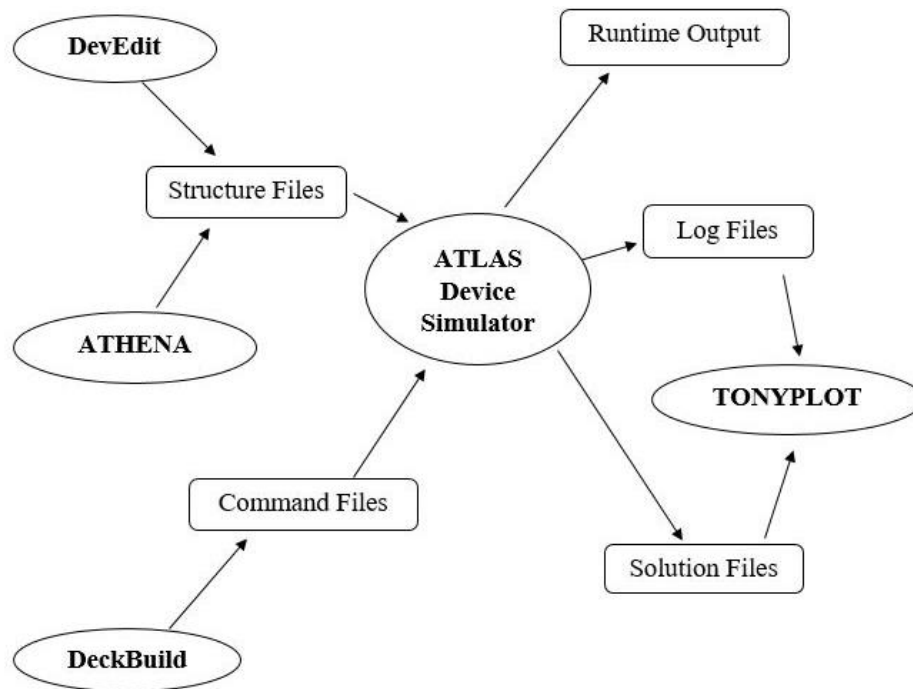 DevEdit
Runtime Output
Structure Files
Log Files
ATLAS
Device
Simulator
ATHENA
TONYPLOT
Command Files
Solution Files
DeckBuild